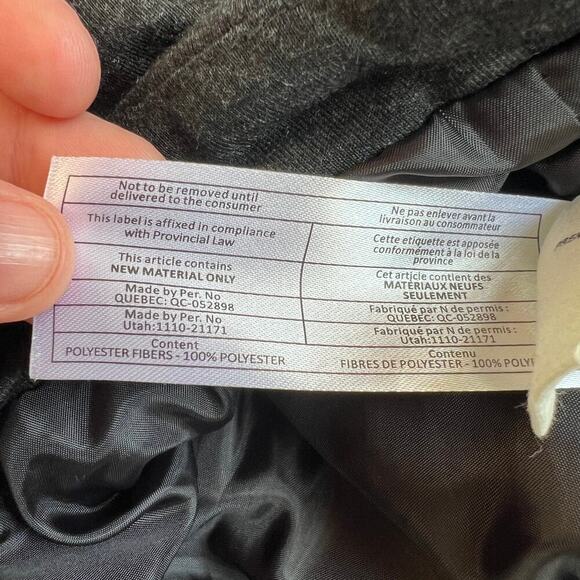 Not to be removed until
delivered to the consumer
This label is affixed in compliance
with Provincial Law
This article contains
NEW MATERIAL ONLY
Made by Per. No
QUEBEC: QC-052898
Made by Per. No
Utah:1110-21171
Content
POLYESTER FIBERS - 100% POLYESTER
Ne pas enlever avant la
livraison au consommateur
Cette etiquette est apposée
conformément à la loi de la
province
Cet article contient des
MATÉRIAUX NEUFS
SEULEMENT
Fabriqué par N de permis :
QUEBEC: QC-052898
Fabriqué par N de permis :
Utah:1110-21171
Contenu
FIBRES DE POLYESTER - 100%